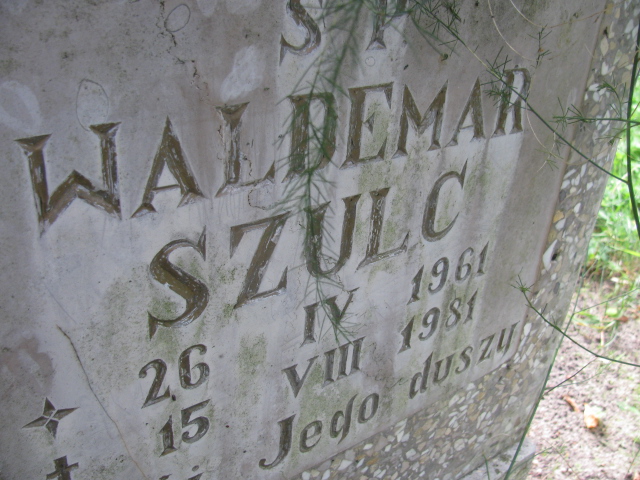 Ś P
WALDEMAR
SZULC
26 IV 1961
15 VIII 1981
Jego duszy